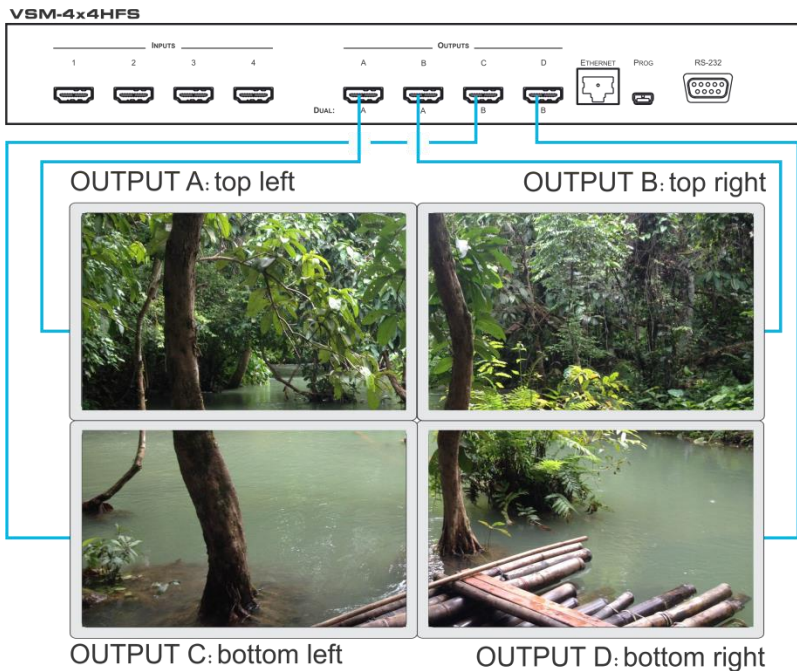 VSM-4x4HFS
INPUTS OUTPUTS
1 2 3 4 A B C D ETHERNET PROG RS-232
DUAL: A A B B
OUTPUT A: top left OUTPUT B: top right
OUTPUT C: bottom left OUTPUT D: bottom right